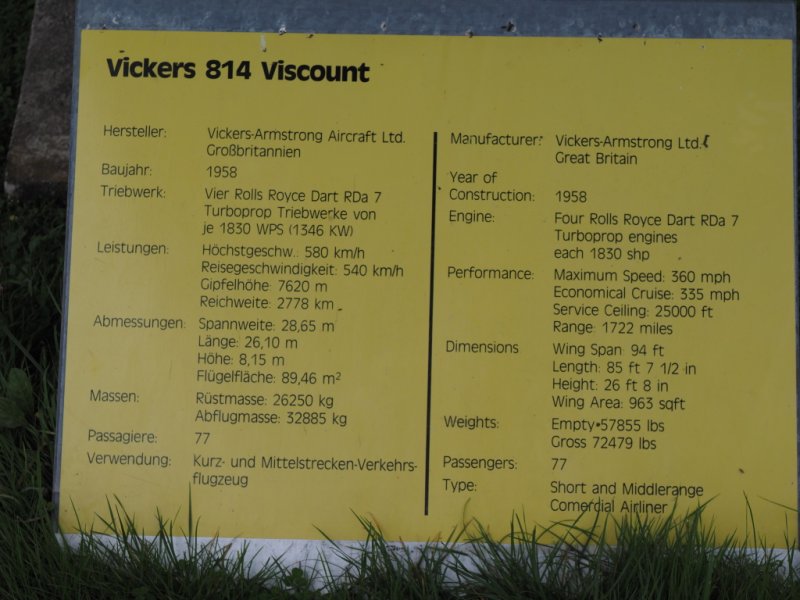 Vickers 814 Viscount
Hersteller: Vickers-Armstrong Aircraft Ltd.
Großbritannien
Baujahr: 1958
Triebwerk: Vier Rolls Royce Dart RDa 7
Turboprop Triebwerke von
je 1830 WPS (1346 KW)
Leistungen: Höchstgeschw.: 580 km/h
Reisegeschwindigkeit: 540 km/h
Gipfelhöhe: 7620 m
Reichweite: 2778 km
Abmessungen: Spannweite: 28,65 m
Länge: 26,10 m
Höhe: 8,15 m
Flügelfläche: 89,46 m²
Massen: Rüstmasse: 26250 kg
Abflugmasse: 32885 kg
Passagiere: 77
Verwendung: Kurz- und Mittelstrecken-Verkehrs-
flugzeug
Manufacturer: Vickers-Armstrong Ltd.
Great Britain
Year of
Construction: 1958
Engine: Four Rolls Royce Dart RDa 7
Turboprop engines
each 1830 shp
Performance: Maximum Speed: 360 mph
Economical Cruise: 335 mph
Service Ceiling: 25000 ft
Range: 1722 miles
Dimensions Wing Span: 94 ft
Length: 85 ft 7 1/2 in
Height: 26 ft 8 in
Wing Area: 963 sqft
Weights: Empty 57855 lbs
Gross 72479 lbs
Passengers: 77
Type: Short and Middlerange
Comercial Airliner